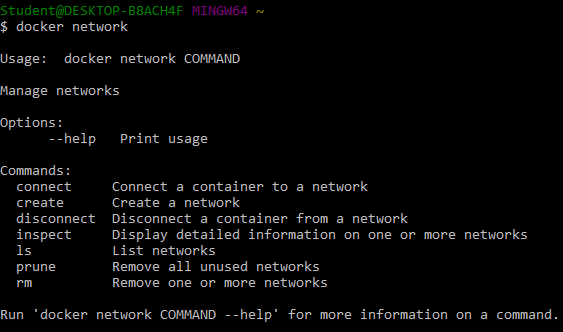 Student@DESKTOP-B8ACH4F MINGW64 ~
$ docker network
Usage:  docker network COMMAND
Manage networks
Options:
      --help   Print usage
Commands:
  connect     Connect a container to a network
  create      Create a network
  disconnect  Disconnect a container from a network
  inspect     Display detailed information on one or more networks
  ls          List networks
  prune       Remove all unused networks
  rm          Remove one or more networks
Run 'docker network COMMAND --help' for more information on a command.